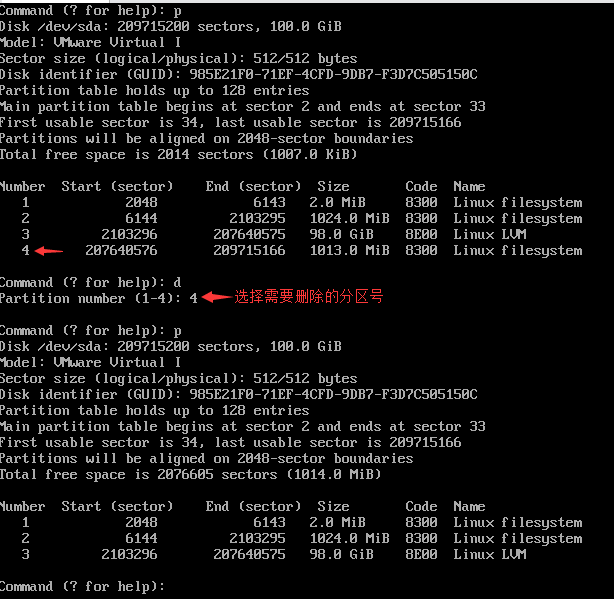 Command (? for help): p
Disk /dev/sda: 209715200 sectors, 100.0 GiB
Model: VMware Virtual I
Sector size (logical/physical): 512/512 bytes
Disk identifier (GUID): 985E21F0-71EF-4CFD-9DB7-F3D7C505150C
Partition table holds up to 128 entries
Main partition table begins at sector 2 and ends at sector 33
First usable sector is 34, last usable sector is 209715166
Partitions will be aligned on 2048-sector boundaries
Total free space is 2014 sectors (1007.0 KiB)
Number  Start (sector)    End (sector)  Size       Code  Name
   1            2048            6143   2.0 MiB     8300  Linux filesystem
   2            6144         2103295   1024.0 MiB  8300  Linux filesystem
   3         2103296       207640575   98.0 GiB    8E00  Linux LVM
   4       207640576       209715166   1013.0 MiB  8300  Linux filesystem
Command (? for help): d
Partition number (1-4): 4 选择需要删除的分区号
Command (? for help): p
Disk /dev/sda: 209715200 sectors, 100.0 GiB
Model: VMware Virtual I
Sector size (logical/physical): 512/512 bytes
Disk identifier (GUID): 985E21F0-71EF-4CFD-9DB7-F3D7C505150C
Partition table holds up to 128 entries
Main partition table begins at sector 2 and ends at sector 33
First usable sector is 34, last usable sector is 209715166
Partitions will be aligned on 2048-sector boundaries
Total free space is 2076605 sectors (1014.0 MiB)
Number  Start (sector)    End (sector)  Size       Code  Name
   1            2048            6143   2.0 MiB     8300  Linux filesystem
   2            6144         2103295   1024.0 MiB  8300  Linux filesystem
   3         2103296       207640575   98.0 GiB    8E00  Linux LVM
Command (? for help):